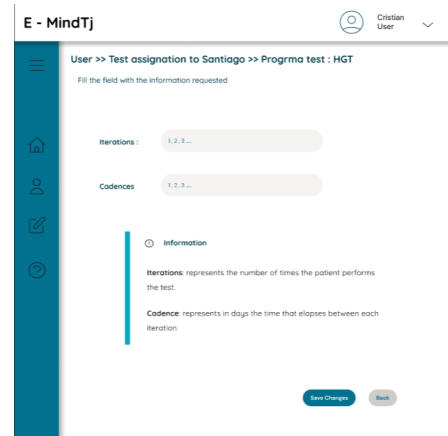 E - MindTj
Cristian
User
User >> Test assignation to Santiago >> Progrma test : HGT
Fill the field with the information requested
Iterations :
1, 2, 3 ...
Cadences
1, 2, 3 ...
Information
Iterations: represents the number of times the patient performs
the test.
Cadence: represents in days the time that elapses between each
iteration.
Save Changes
Back